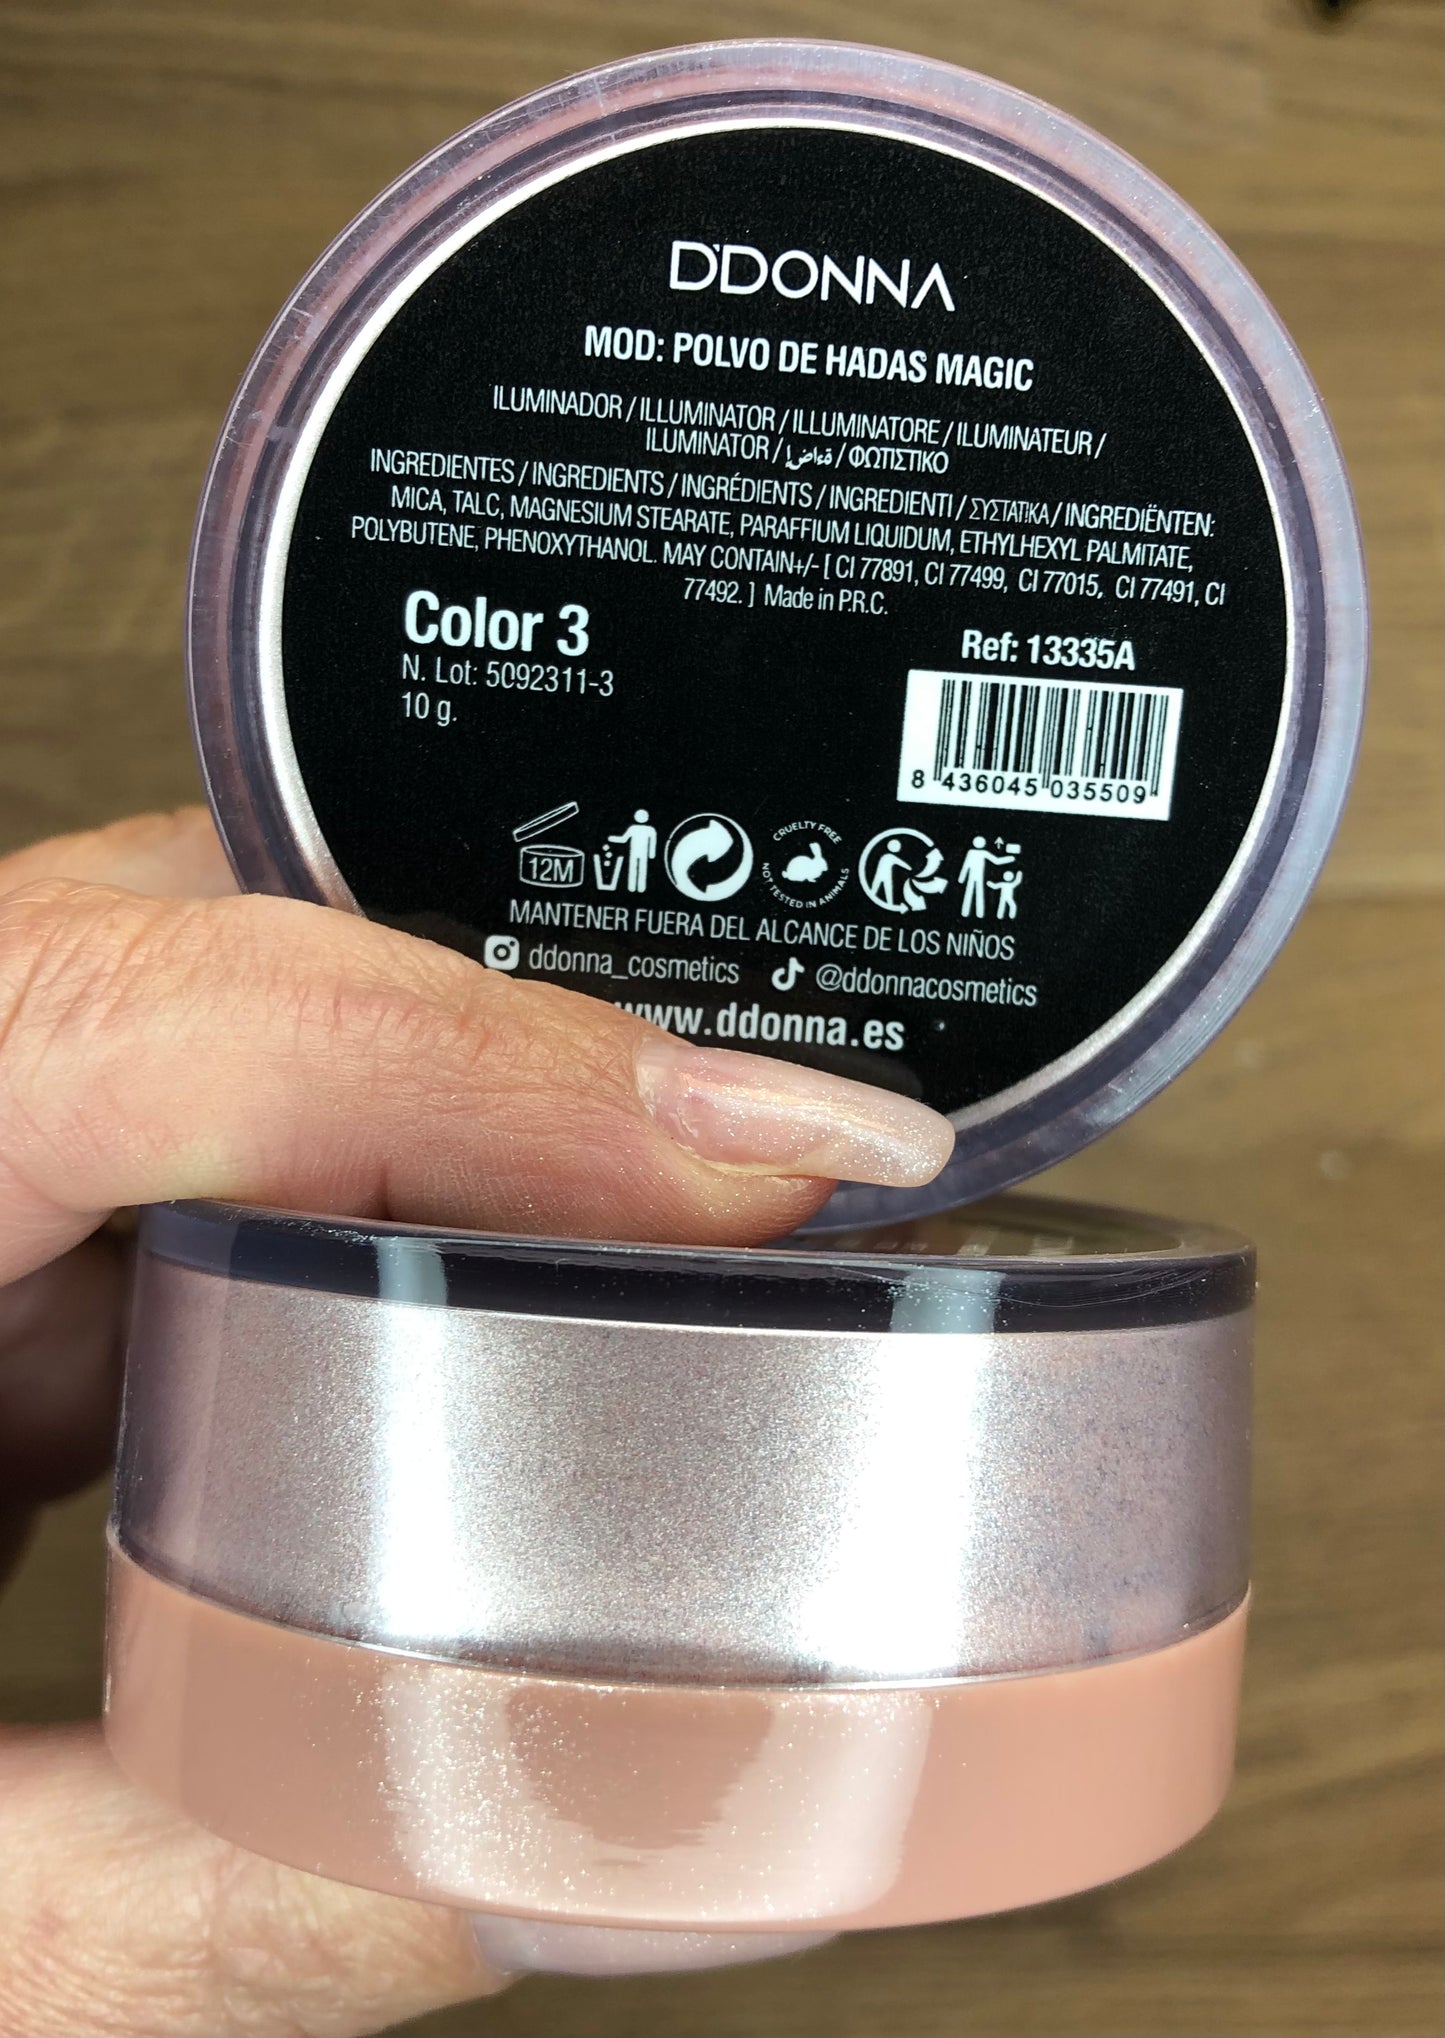 D'DONNA
MOD: POLVO DE HADAS MAGIC
ILUMINADOR / ILLUMINATOR / ILLUMINATORE / ILUMINATEUR /
ILUMINATOR / / ΦΩΤΙΣΤΙΚΟ
INGREDIENTES / INGREDIENTS / INGRÉDIENTS / INGREDIENTI / ΣΥΣΤΑΤΙΚΑ / INGREDIËNTEN:
MICA, TALC, MAGNESIUM STEARATE, PARAFFIUM LIQUIDUM, ETHYLHEXYL PALMITATE,
POLYBUTENE, PHENOXYTHANOL. MAY CONTAIN+/- [ CI 77891, CI 77499, CI 77015, CI 77491, CI
77492. ] Made in P.R.C.
Color 3
N. Lot: 5092311-3
10 g.
Ref: 13335A
8 436045 035509
12M
CRUELTY FREE
NOT TESTED IN ANIMALS
MANTENER FUERA DEL ALCANCE DE LOS NIÑOS
ddonna_cosmetics @ddonnacosmetics
www.ddonna.es